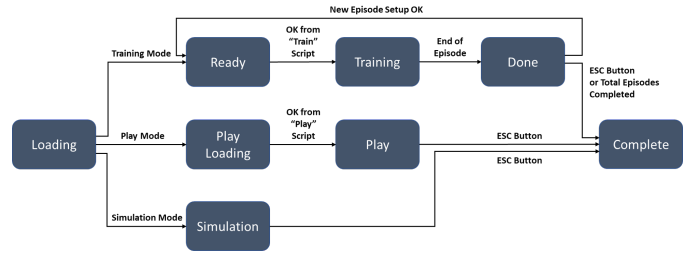 New Episode Setup OK
Training Mode
Ready
OK from
“Train”
Script
Training
End of
Episode
Done
ESC Button
or Total Episodes
Completed
Loading
Play Mode
Play
Loading
OK from
“Play”
Script
Play
ESC Button
ESC Button
Complete
Simulation Mode
Simulation